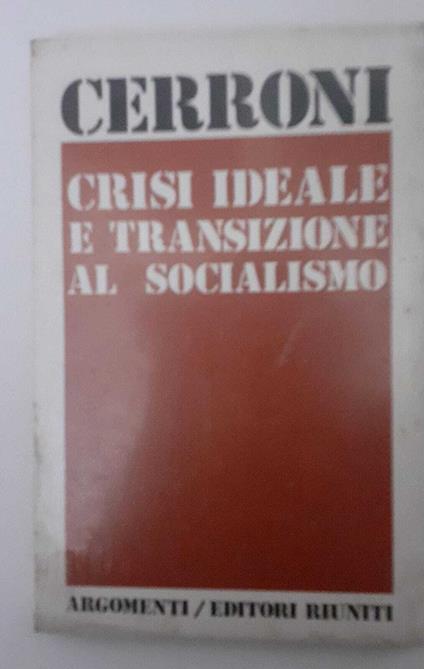 CERRONI
CRISI IDEALE
E TRANSIZIONE
AL SOCIALISMO
ARGOMENTI / EDITORI RIUNITI